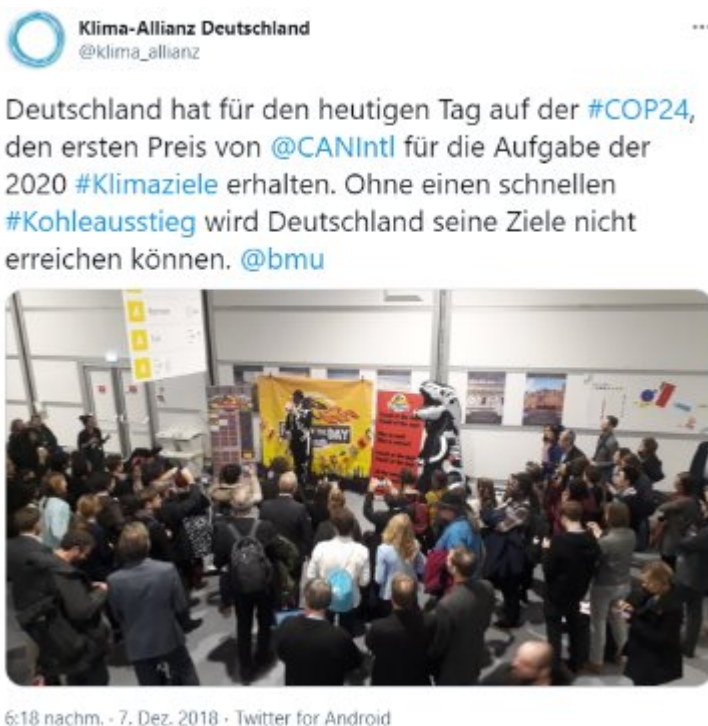 Klima-Allianz Deutschland
@klima_allianz
Deutschland hat für den heutigen Tag auf der #COP24,
den ersten Preis von @CANIntl für die Aufgabe der
2020 #Klimaziele erhalten. Ohne einen schnellen
#Kohleausstieg wird Deutschland seine Ziele nicht
erreichen können. @bmu
DAY
6:18 nachm. · 7. Dez. 2018 · Twitter for Android